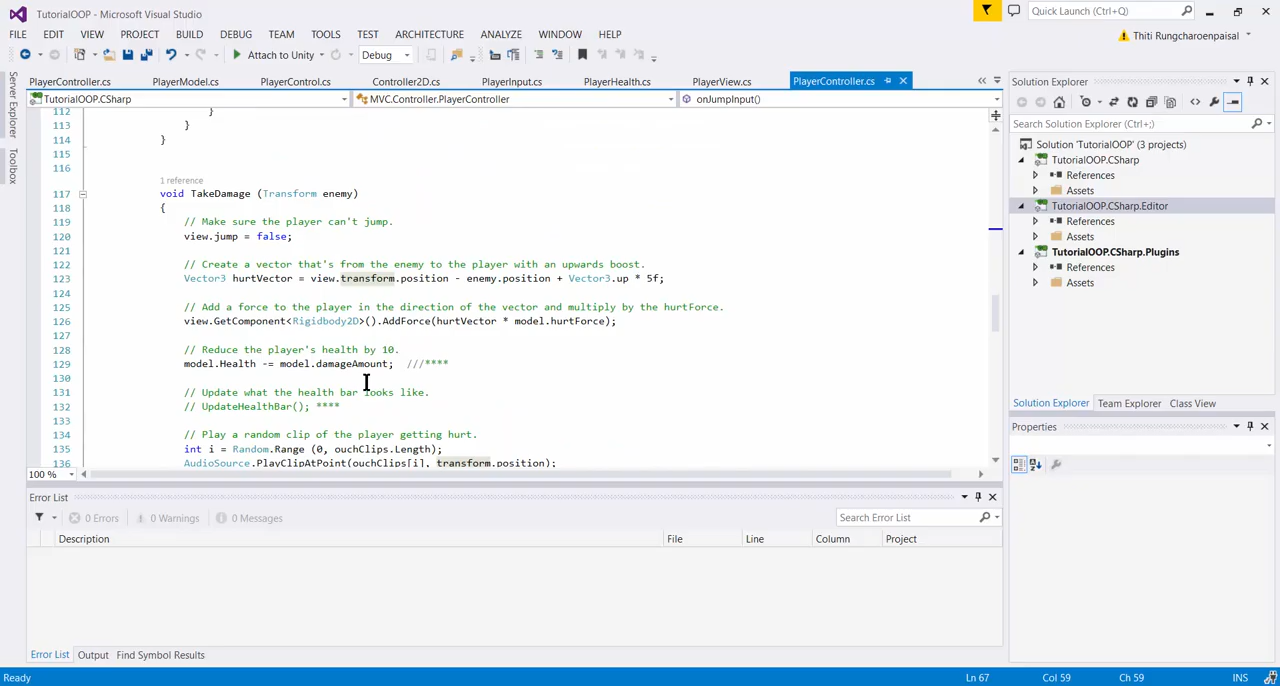 TutorialOOP - Microsoft Visual Studio
Quick Launch (Ctrl+Q)
FILE EDIT VIEW PROJECT BUILD DEBUG TEAM TOOLS TEST ARCHITECTURE ANALYZE WINDOW HELP
Thiti Rungcharoenpaisal
Attach to Unity
Debug
Server Explorer
Toolbox
PlayerController.cs PlayerModel.cs PlayerControl.cs Controller2D.cs PlayerInput.cs PlayerHealth.cs PlayerView.cs PlayerController.cs
TutorialOOP.CSharp MVC.Controller.PlayerController onJumpInput()
112 }
113 }
114 }
115
116
1 reference
117 void TakeDamage (Transform enemy)
118 {
119 // Make sure the player can't jump.
120 view.jump = false;
121
122 // Create a vector that's from the enemy to the player with an upwards boost.
123 Vector3 hurtVector = view.transform.position - enemy.position + Vector3.up * 5f;
124
125 // Add a force to the player in the direction of the vector and multiply by the hurtForce.
126 view.GetComponent<Rigidbody2D>().AddForce(hurtVector * model.hurtForce);
127
128 // Reduce the player's health by 10.
129 model.Health -= model.damageAmount; ///****
130
131 // Update what the health bar looks like.
132 // UpdateHealthBar(); ****
133
134 // Play a random clip of the player getting hurt.
135 int i = Random.Range (0, ouchClips.Length);
136 AudioSource.PlayClipAtPoint(ouchClips[i], transform.position);
100 %
Solution Explorer
Search Solution Explorer (Ctrl+;)
Solution 'TutorialOOP' (3 projects)
TutorialOOP.CSharp
References
Assets
TutorialOOP.CSharp.Editor
References
Assets
TutorialOOP.CSharp.Plugins
References
Assets
Solution Explorer Team Explorer Class View
Properties
Error List
0 Errors 0 Warnings 0 Messages
Search Error List
Description File Line Column Project
Error List Output Find Symbol Results
Ready Ln 67 Col 59 Ch 59 INS